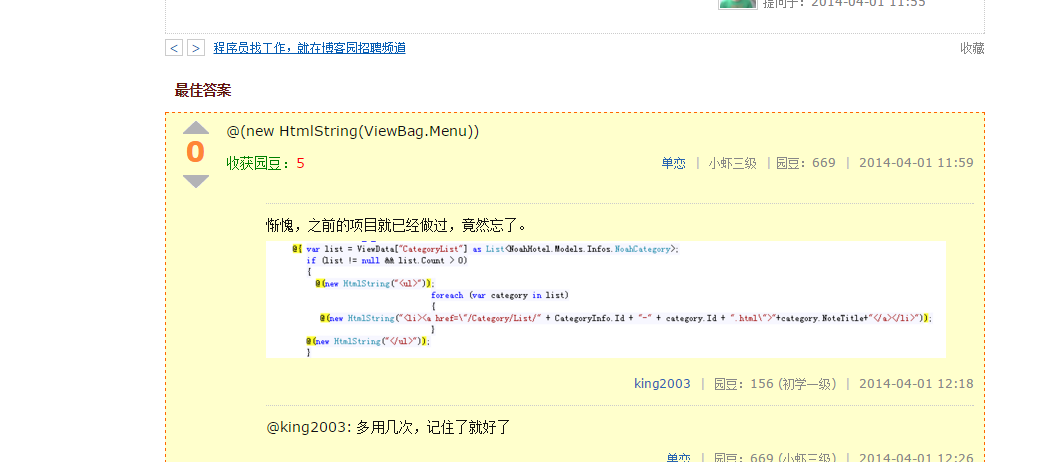 提问于：2014-04-01 11:55
< > 程序员找工作，就在博客园招聘频道 收藏
最佳答案
@(new HtmlString(ViewBag.Menu))
0
收获园豆：5 单恋 | 小虾三级 | 园豆：669 | 2014-04-01 11:59
惭愧，之前的项目就已经做过，竟然忘了。
@{ var list = ViewData["CategoryList"] as List<NoahHotel.Models.Infos.NoahCategory>;
if (list != null && list.Count > 0)
{
@(new HtmlString("<ul>"));
foreach (var category in list)
{
@(new HtmlString("<li><a href=\"/Category/List/" + CategoryInfo.Id + "-" + category.Id + ".html\">"+category.NoteTitle+"</a></li>"));
}
@(new HtmlString("</ul>"));
}
king2003 | 园豆：156 (初学一级) | 2014-04-01 12:18
@king2003: 多用几次，记住了就好了
单恋 | 园豆：669 (小虾三级) | 2014-04-01 12:26